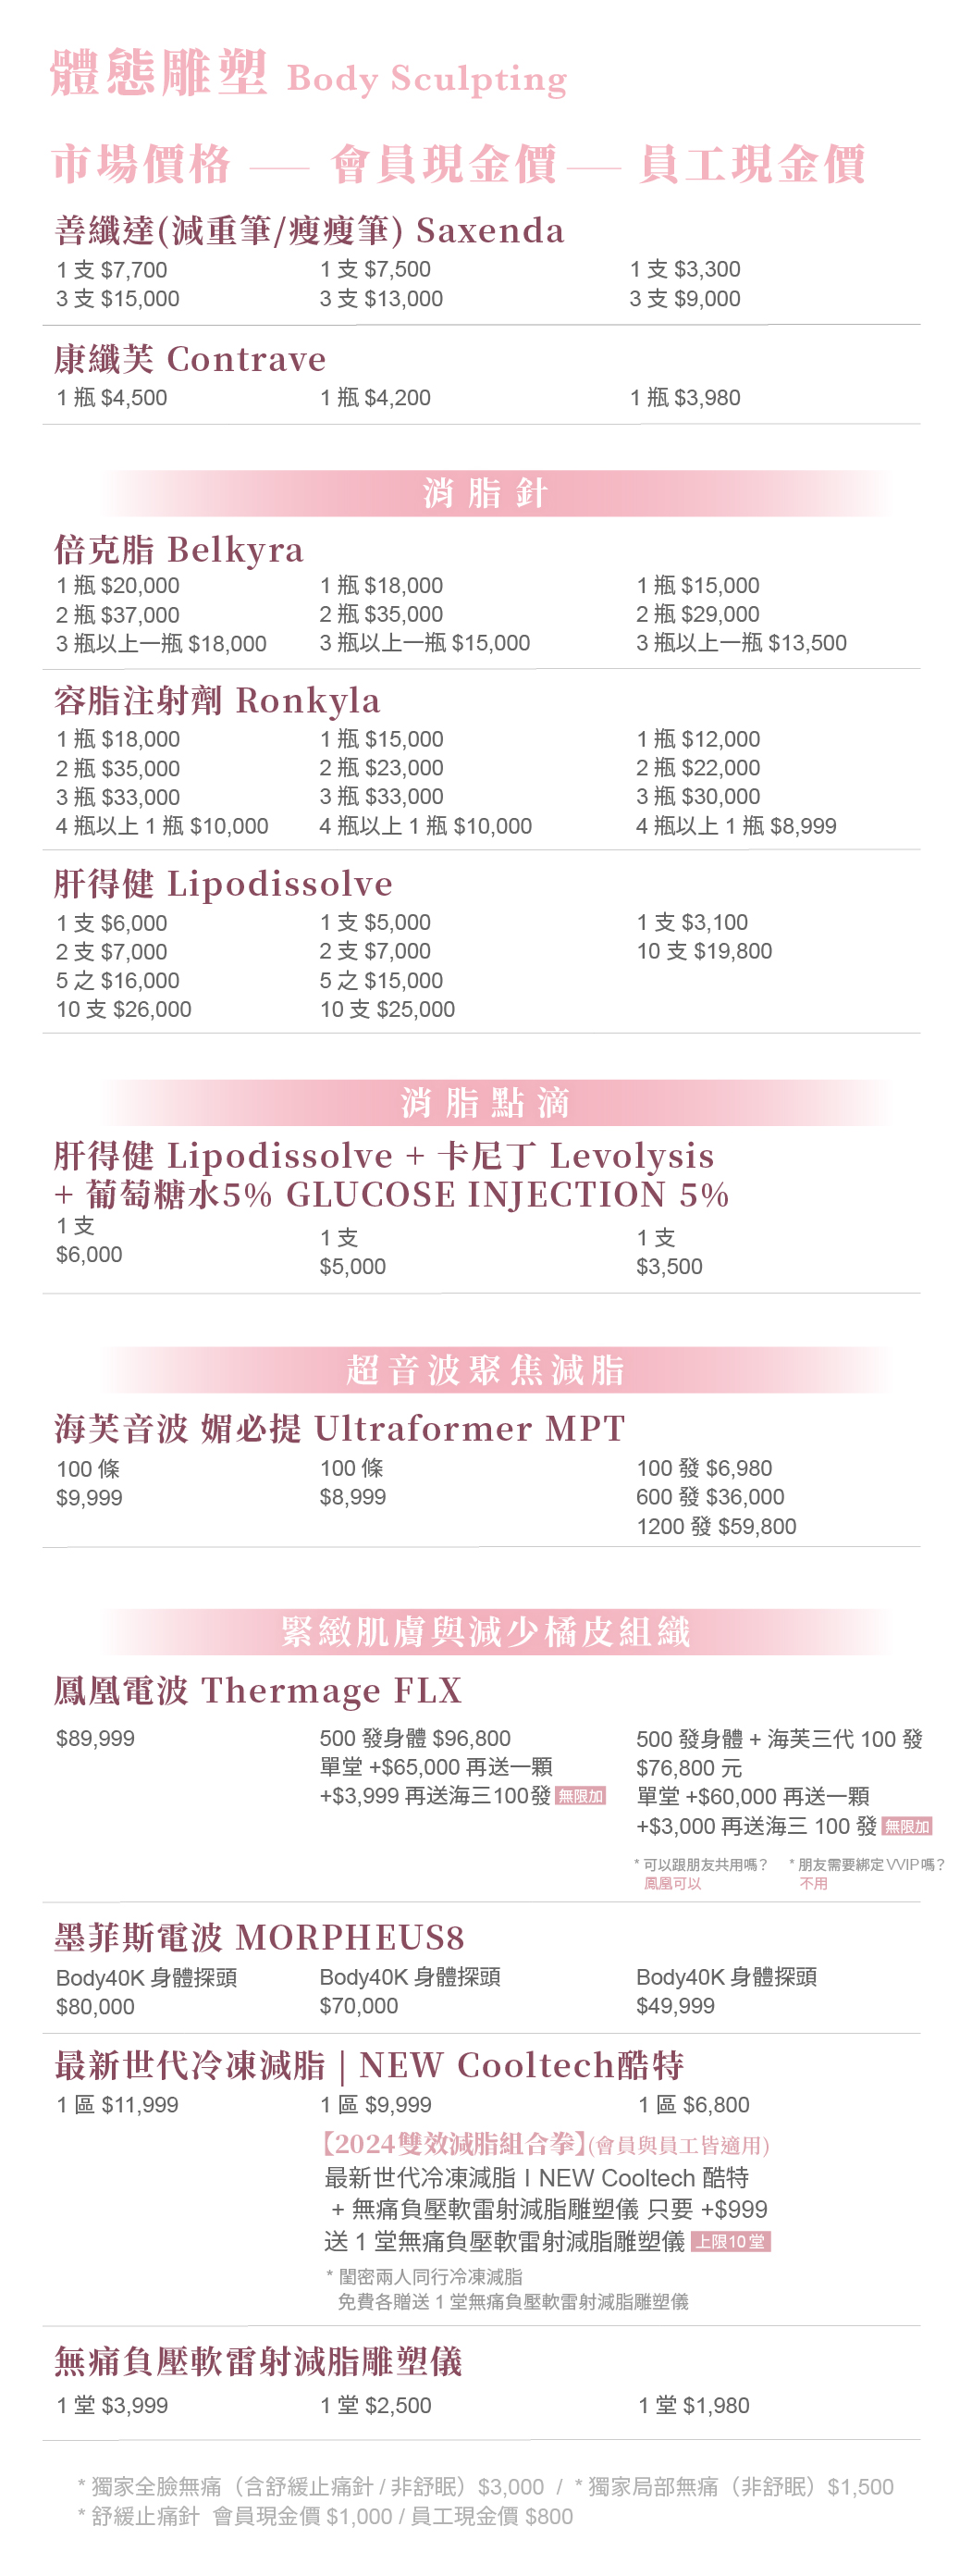 體態雕塑 Body Sculpting
市場價格 —— 會員現金價 —— 員工現金價
善纖達(減重筆/瘦瘦筆) Saxenda
1 支 $7,700 1 支 $7,500 1 支 $3,300
3 支 $15,000 3 支 $13,000 3 支 $9,000
康纖芙 Contrave
1 瓶 $4,500 1 瓶 $4,200 1 瓶 $3,980
消脂針
倍克脂 Belkyra
1 瓶 $20,000 1 瓶 $18,000 1 瓶 $15,000
2 瓶 $37,000 2 瓶 $35,000 2 瓶 $29,000
3 瓶以上一瓶 $18,000 3 瓶以上一瓶 $15,000 3 瓶以上一瓶 $13,500
容脂注射劑 Ronkyla
1 瓶 $18,000 1 瓶 $15,000 1 瓶 $12,000
2 瓶 $35,000 2 瓶 $23,000 2 瓶 $22,000
3 瓶 $33,000 3 瓶 $33,000 3 瓶 $30,000
4 瓶以上 1 瓶 $10,000 4 瓶以上 1 瓶 $10,000 4 瓶以上 1 瓶 $8,999
肝得健 Lipodissolve
1 支 $6,000 1 支 $5,000 1 支 $3,100
2 支 $7,000 2 支 $7,000 10 支 $19,800
5 之 $16,000 5 之 $15,000
10 支 $26,000 10 支 $25,000
消脂點滴
肝得健 Lipodissolve + 卡尼丁 Levolysis
+ 葡萄糖水5% GLUCOSE INJECTION 5%
1 支 1 支 1 支
$6,000 $5,000 $3,500
超音波聚焦減脂
海芙音波 媚必提 Ultraformer MPT
100 條 100 條 100 發 $6,980
$9,999 $8,999 600 發 $36,000
1200 發 $59,800
緊緻肌膚與減少橘皮組織
鳳凰電波 Thermage FLX
$89,999 500 發身體 $96,800 500 發身體 + 海芙三代 100 發
單堂 +$65,000 再送一顆 $76,800 元
+$3,999 再送海三100發 無限加 單堂 +$60,000 再送一顆
+$3,000 再送海三 100 發 無限加
* 可以跟朋友共用嗎? * 朋友需要綁定 VVIP嗎?
鳳凰可以 不用
墨菲斯電波 MORPHEUS8
Body40K 身體探頭 Body40K 身體探頭 Body40K 身體探頭
$80,000 $70,000 $49,999
最新世代冷凍減脂 | NEW Cooltech酷特
1 區 $11,999 1 區 $9,999 1 區 $6,800
【2024雙效減脂組合拳】(會員與員工皆適用)
最新世代冷凍減脂 l NEW Cooltech 酷特
+ 無痛負壓軟雷射減脂雕塑儀 只要 +$999
送 1 堂無痛負壓軟雷射減脂雕塑儀 上限10 堂
* 閨密兩人同行冷凍減脂
免費各贈送 1 堂無痛負壓軟雷射減脂雕塑儀
無痛負壓軟雷射減脂雕塑儀
1 堂 $3,999 1 堂 $2,500 1 堂 $1,980
* 獨家全臉無痛（含舒緩止痛針 / 非舒眠）$3,000 / * 獨家局部無痛（非舒眠）$1,500
* 舒緩止痛針 會員現金價 $1,000 / 員工現金價 $800